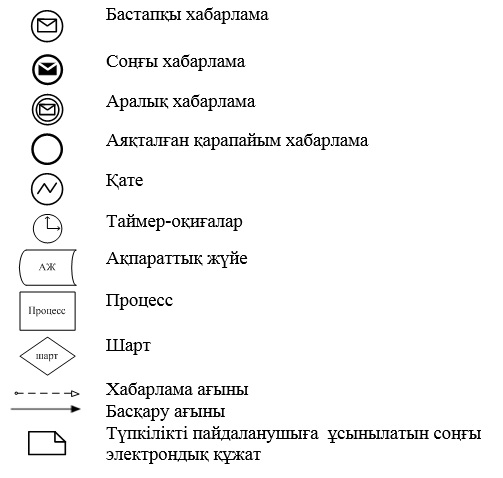 Бастапқы хабарлама
Соңғы хабарлама
Аралық хабарлама
Аяқталған қарапайым хабарлама
Қате
Таймер-оқиғалар
АЖ
Ақпараттық жүйе
Процесс
Процесс
шарт
Шарт
Хабарлама ағыны
Басқару ағыны
Түпкілікті пайдаланушыға ұсынылатын соңғы
электрондық құжат